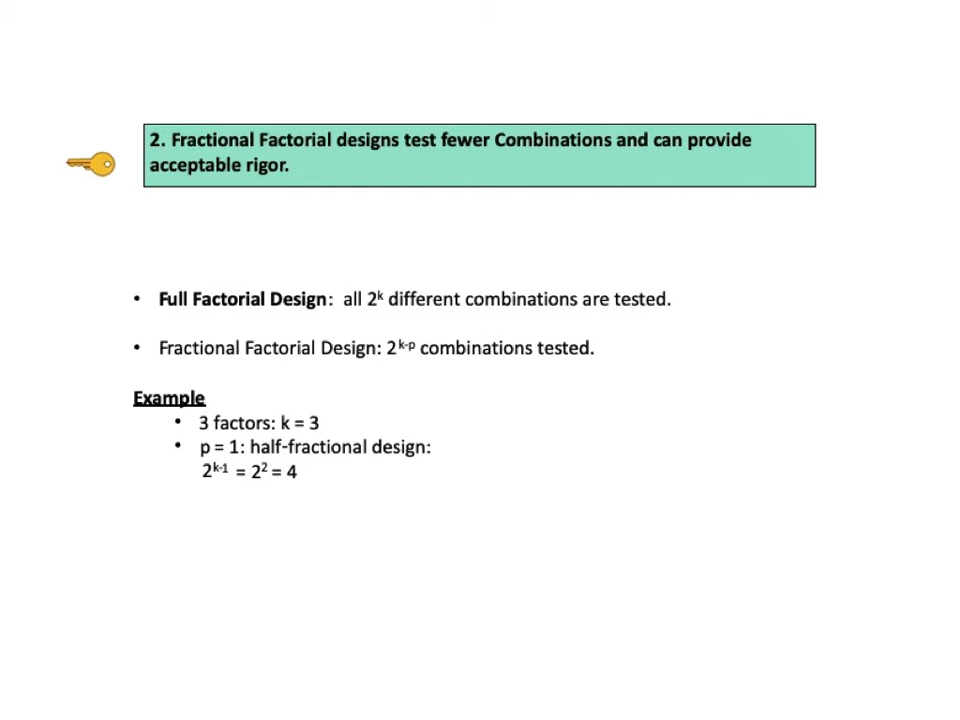 2. Fractional Factorial designs test fewer Combinations and can provide
acceptable rigor.
• Full Factorial Design: all 2ᵏ different combinations are tested.
• Fractional Factorial Design: 2ᵏ⁻ᵖ combinations tested.
Example
• 3 factors: k = 3
• p = 1: half-fractional design:
2ᵏ⁻¹ = 2² = 4